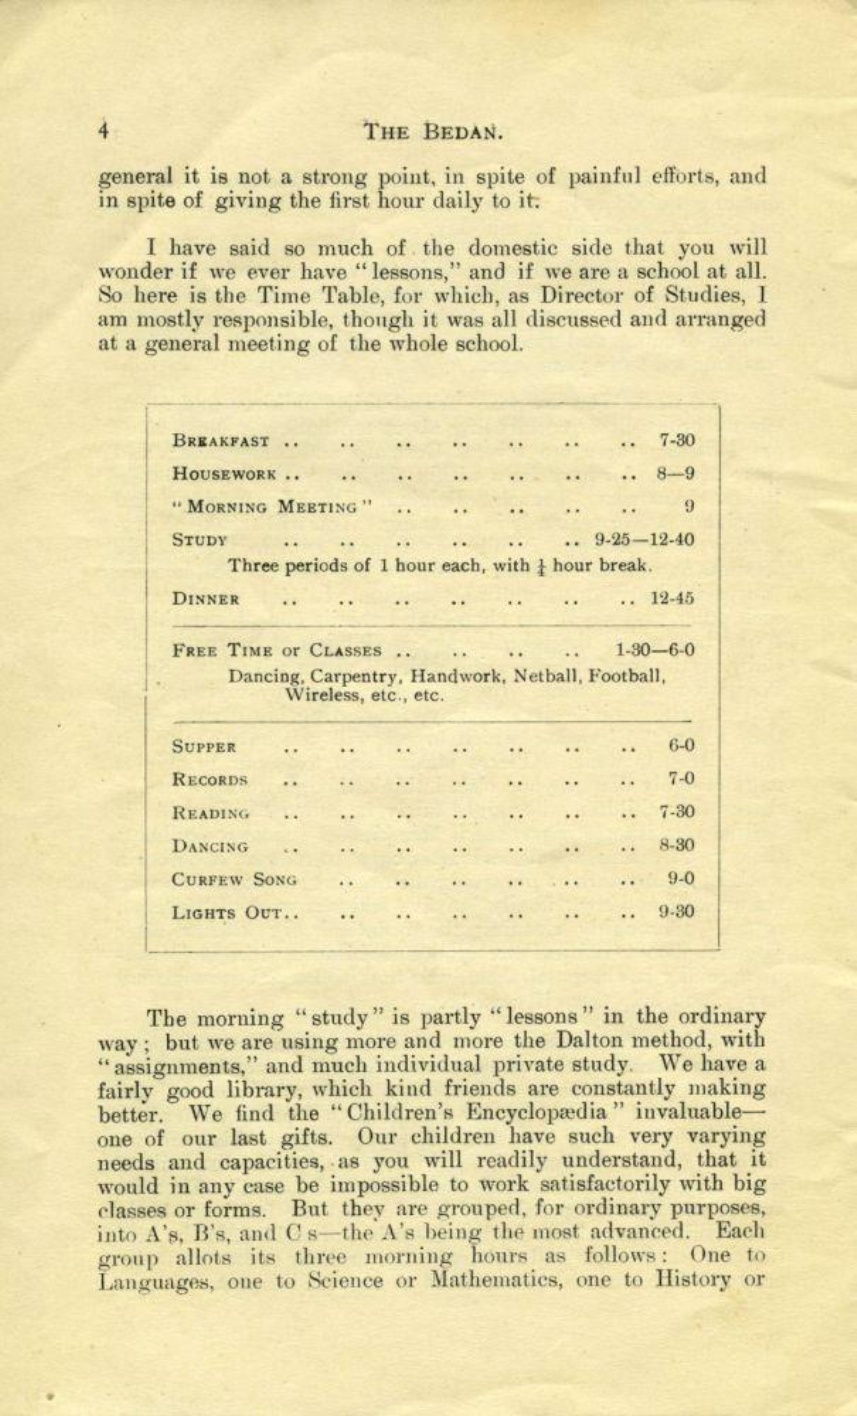 4 THE BEDAN.
general it is not a strong point, in spite of painful efforts, and
in spite of giving the first hour daily to it.
I have said so much of the domestic side that you will
wonder if we ever have "lessons," and if we are a school at all.
So here is the Time Table, for which, as Director of Studies, I
am mostly responsible, though it was all discussed and arranged
at a general meeting of the whole school.
BREAKFAST .. .. .. .. .. .. .. 7-30
HOUSEWORK .. .. .. .. .. .. .. 8—9
"MORNING MEETING" .. .. .. .. .. 9
STUDY .. .. .. .. .. .. 9-25—12-40
Three periods of 1 hour each, with ¼ hour break.
DINNER .. .. .. .. .. .. .. 12-45
FREE TIME or CLASSES .. .. .. .. 1-30—6-0
Dancing, Carpentry, Handwork, Netball, Football,
Wireless, etc., etc.
SUPPER .. .. .. .. .. .. .. 6-0
RECORDS .. .. .. .. .. .. .. 7-0
READING .. .. .. .. .. .. .. 7-30
DANCING .. .. .. .. .. .. .. 8-30
CURFEW SONG .. .. .. .. .. .. 9-0
LIGHTS OUT.. .. .. .. .. .. .. 9-30
The morning "study" is partly "lessons" in the ordinary
way; but we are using more and more the Dalton method, with
"assignments," and much individual private study. We have a
fairly good library, which kind friends are constantly making
better. We find the "Children's Encyclopædia" invaluable—
one of our last gifts. Our children have such very varying
needs and capacities, as you will readily understand, that it
would in any case be impossible to work satisfactorily with big
classes or forms. But they are grouped, for ordinary purposes,
into A's, B's, and C s—the A's being the most advanced. Each
group allots its three morning hours as follows: One to
Languages, one to Science or Mathematics, one to History or